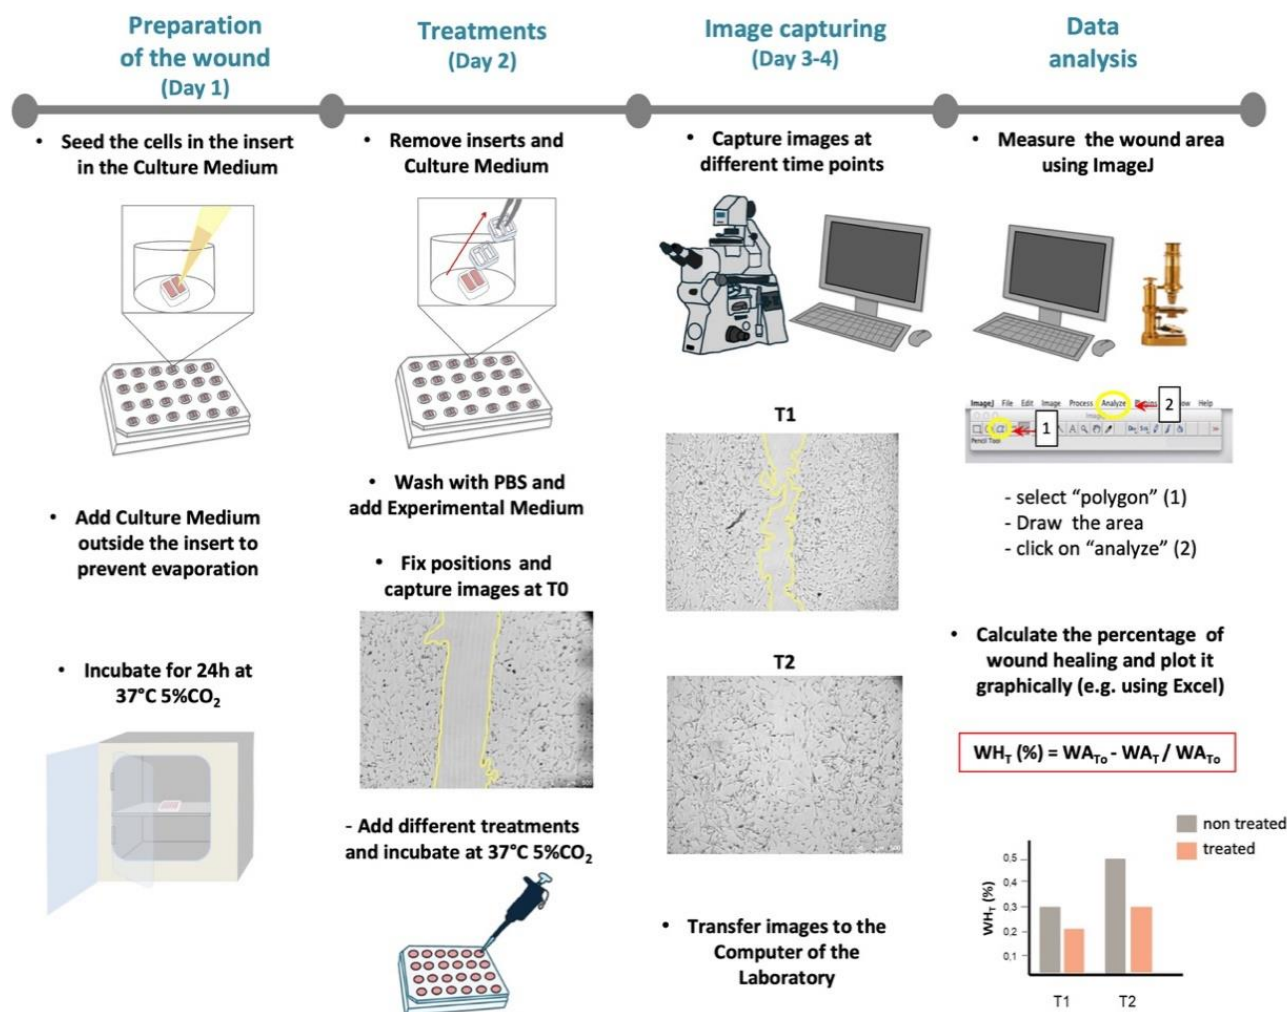 Preparation
of the wound
(Day 1)
• Seed the cells in the insert
in the Culture Medium
• Add Culture Medium
outside the insert to
prevent evaporation
• Incubate for 24h at
37°C 5%CO₂
Treatments
(Day 2)
• Remove inserts and
Culture Medium
• Wash with PBS and
add Experimental Medium
• Fix positions and
capture images at T0
- Add different treatments
and incubate at 37°C 5%CO₂
Image capturing
(Day 3-4)
• Capture images at
different time points
T1
T2
• Transfer images to the
Computer of the
Laboratory
Data
analysis
• Measure the wound area
using ImageJ
ImageJ File Edit Image Process Analyze Help
2
1
- select “polygon” (1)
- Draw the area
- click on “analyze” (2)
• Calculate the percentage of
wound healing and plot it
graphically (e.g. using Excel)
WH_T (%) = WA_To - WA_T / WA_To
non treated
treated
WH_T (%)
0,5
0,4
0,3
0,2
0,1
T1 T2